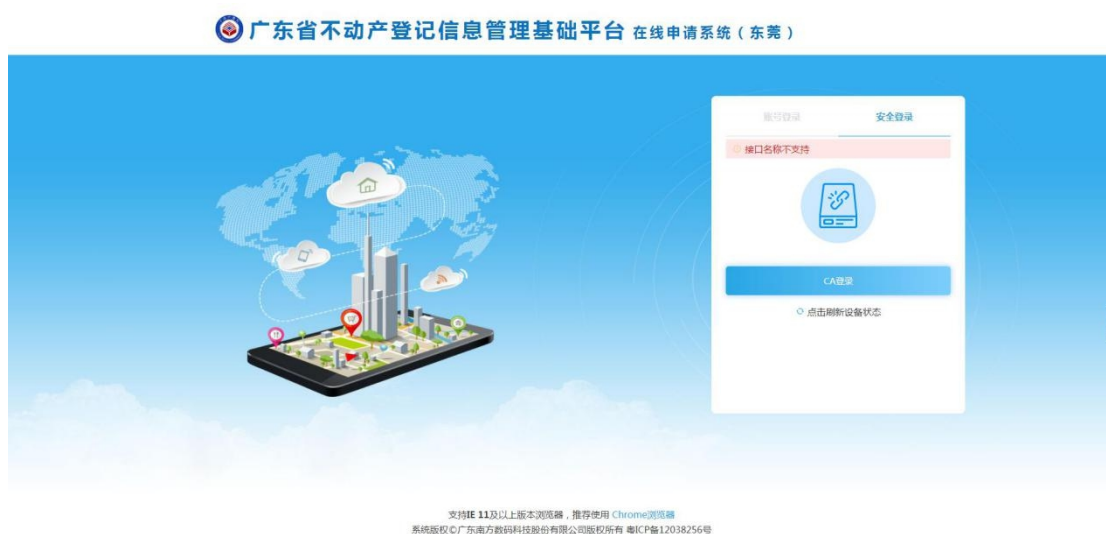 广东省不动产登记信息管理基础平台 在线申请系统（东莞）
账号登录 安全登录
接口名称不支持
CA登录
点击刷新设备状态
支持IE 11及以上版本浏览器，推荐使用 Chrome浏览器
系统版权©广东南方数码科技股份有限公司版权所有 粤ICP备12038256号